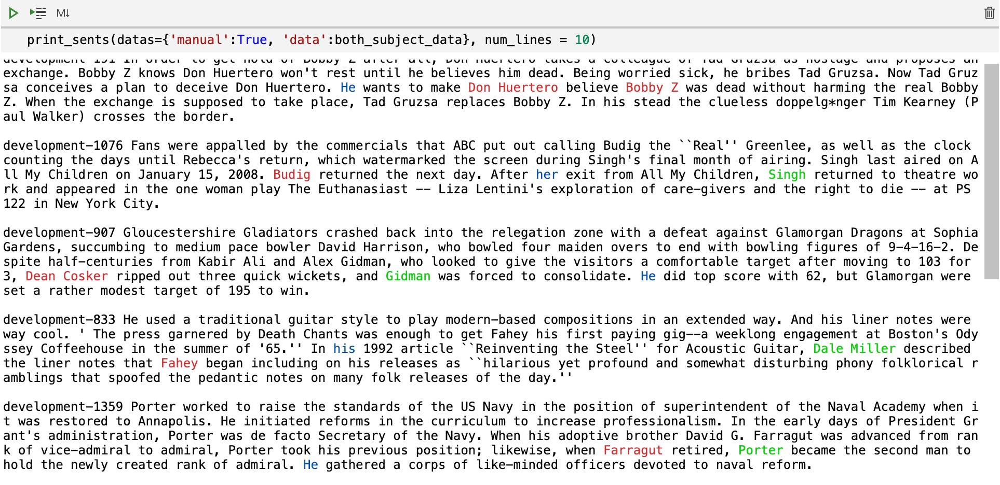 M↓
print_sents(datas={'manual':True, 'data':both_subject_data}, num_lines = 10)
development-191 In order to get hold of Bobby Z after all, Don Huertero takes a colleague of Tad Gruzsa as hostage and proposes an
exchange. Bobby Z knows Don Huertero won't rest until he believes him dead. Being worried sick, he bribes Tad Gruzsa. Now Tad Gruz
sa conceives a plan to deceive Don Huertero. He wants to make Don Huertero believe Bobby Z was dead without harming the real Bobby
Z. When the exchange is supposed to take place, Tad Gruzsa replaces Bobby Z. In his stead the clueless doppelg*nger Tim Kearney (P
aul Walker) crosses the border.
development-1076 Fans were appalled by the commercials that ABC put out calling Budig the ``Real'' Greenlee, as well as the clock
counting the days until Rebecca's return, which watermarked the screen during Singh's final month of airing. Singh last aired on A
ll My Children on January 15, 2008. Budig returned the next day. After her exit from All My Children, Singh returned to theatre wo
rk and appeared in the one woman play The Euthanasiast -- Liza Lentini's exploration of care-givers and the right to die -- at PS
122 in New York City.
development-907 Gloucestershire Gladiators crashed back into the relegation zone with a defeat against Glamorgan Dragons at Sophia
Gardens, succumbing to medium pace bowler David Harrison, who bowled four maiden overs to end with bowling figures of 9-4-16-2. De
spite half-centuries from Kabir Ali and Alex Gidman, who looked to give the visitors a comfortable target after moving to 103 for
3, Dean Cosker ripped out three quick wickets, and Gidman was forced to consolidate. He did top score with 62, but Glamorgan were
set a rather modest target of 195 to win.
development-833 He used a traditional guitar style to play modern-based compositions in an extended way. And his liner notes were
way cool. ' The press garnered by Death Chants was enough to get Fahey his first paying gig--a weeklong engagement at Boston's Ody
ssey Coffeehouse in the summer of '65.'' In his 1992 article ``Reinventing the Steel'' for Acoustic Guitar, Dale Miller described
the liner notes that Fahey began including on his releases as ``hilarious yet profound and somewhat disturbing phony folklorical r
amblings that spoofed the pedantic notes on many folk releases of the day.''
development-1359 Porter worked to raise the standards of the US Navy in the position of superintendent of the Naval Academy when i
t was restored to Annapolis. He initiated reforms in the curriculum to increase professionalism. In the early days of President Gr
ant's administration, Porter was de facto Secretary of the Navy. When his adoptive brother David G. Farragut was advanced from ran
k of vice-admiral to admiral, Porter took his previous position; likewise, when Farragut retired, Porter became the second man to
hold the newly created rank of admiral. He gathered a corps of like-minded officers devoted to naval reform.